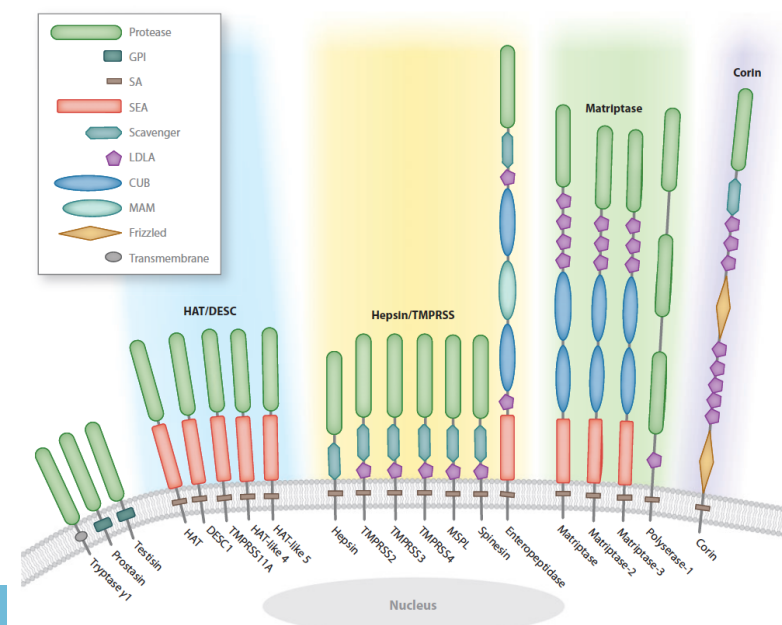 Protease
GPI
SA
SEA
Scavenger
LDLA
CUB
MAM
Frizzled
Transmembrane
HAT/DESC
Hepsin/TMPRSS
Matriptase
Corin
Tryptase γ1
Prostasin
Testisin
HAT
DESC1
TMPRSS11A
HAT-like 4
HAT-like 5
Hepsin
TMPRSS2
TMPRSS3
TMPRSS4
MSPL
Spinesin
Enteropeptidase
Matriptase
Matriptase-2
Matriptase-3
Polyserase-1
Corin
Nucleus